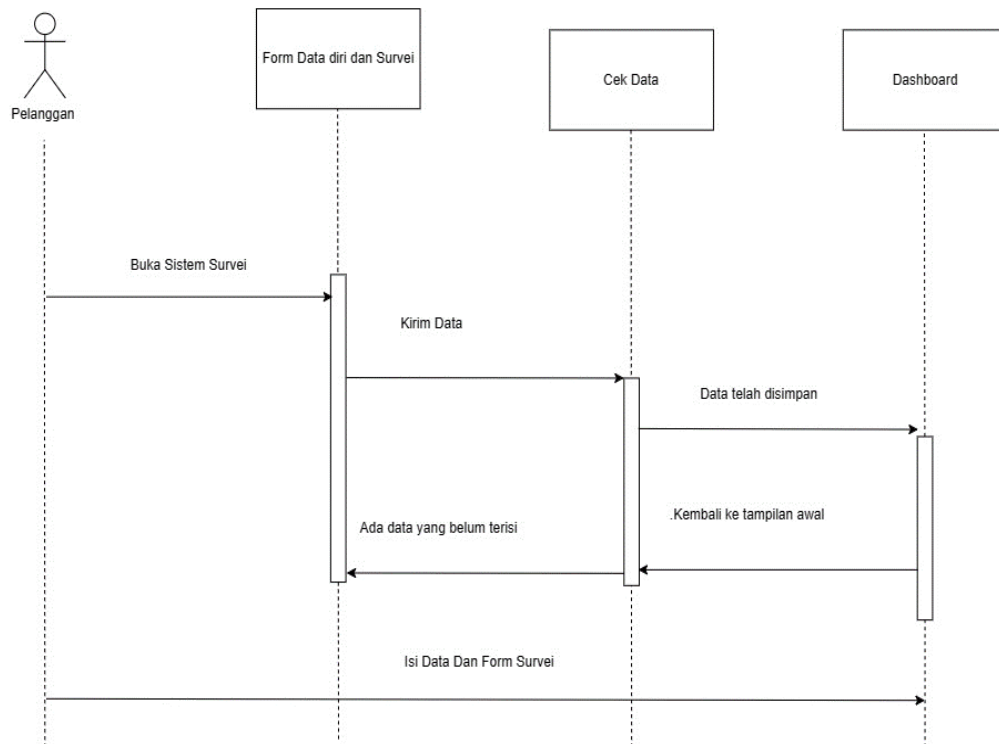 Pelanggan
Form Data diri dan Survei
Cek Data
Dashboard
Buka Sistem Survei
Kirim Data
Data telah disimpan
.Kembali ke tampilan awal
Ada data yang belum terisi
Isi Data Dan Form Survei